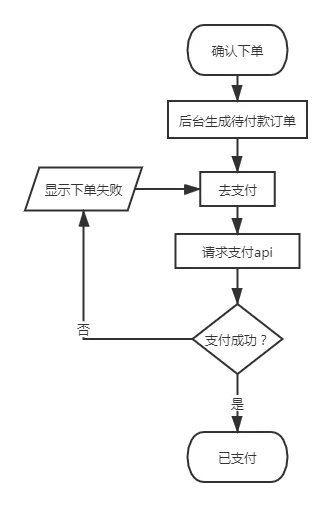 确认下单
后台生成待付款订单
显示下单失败
去支付
请求支付api
支付成功？
否
是
已支付